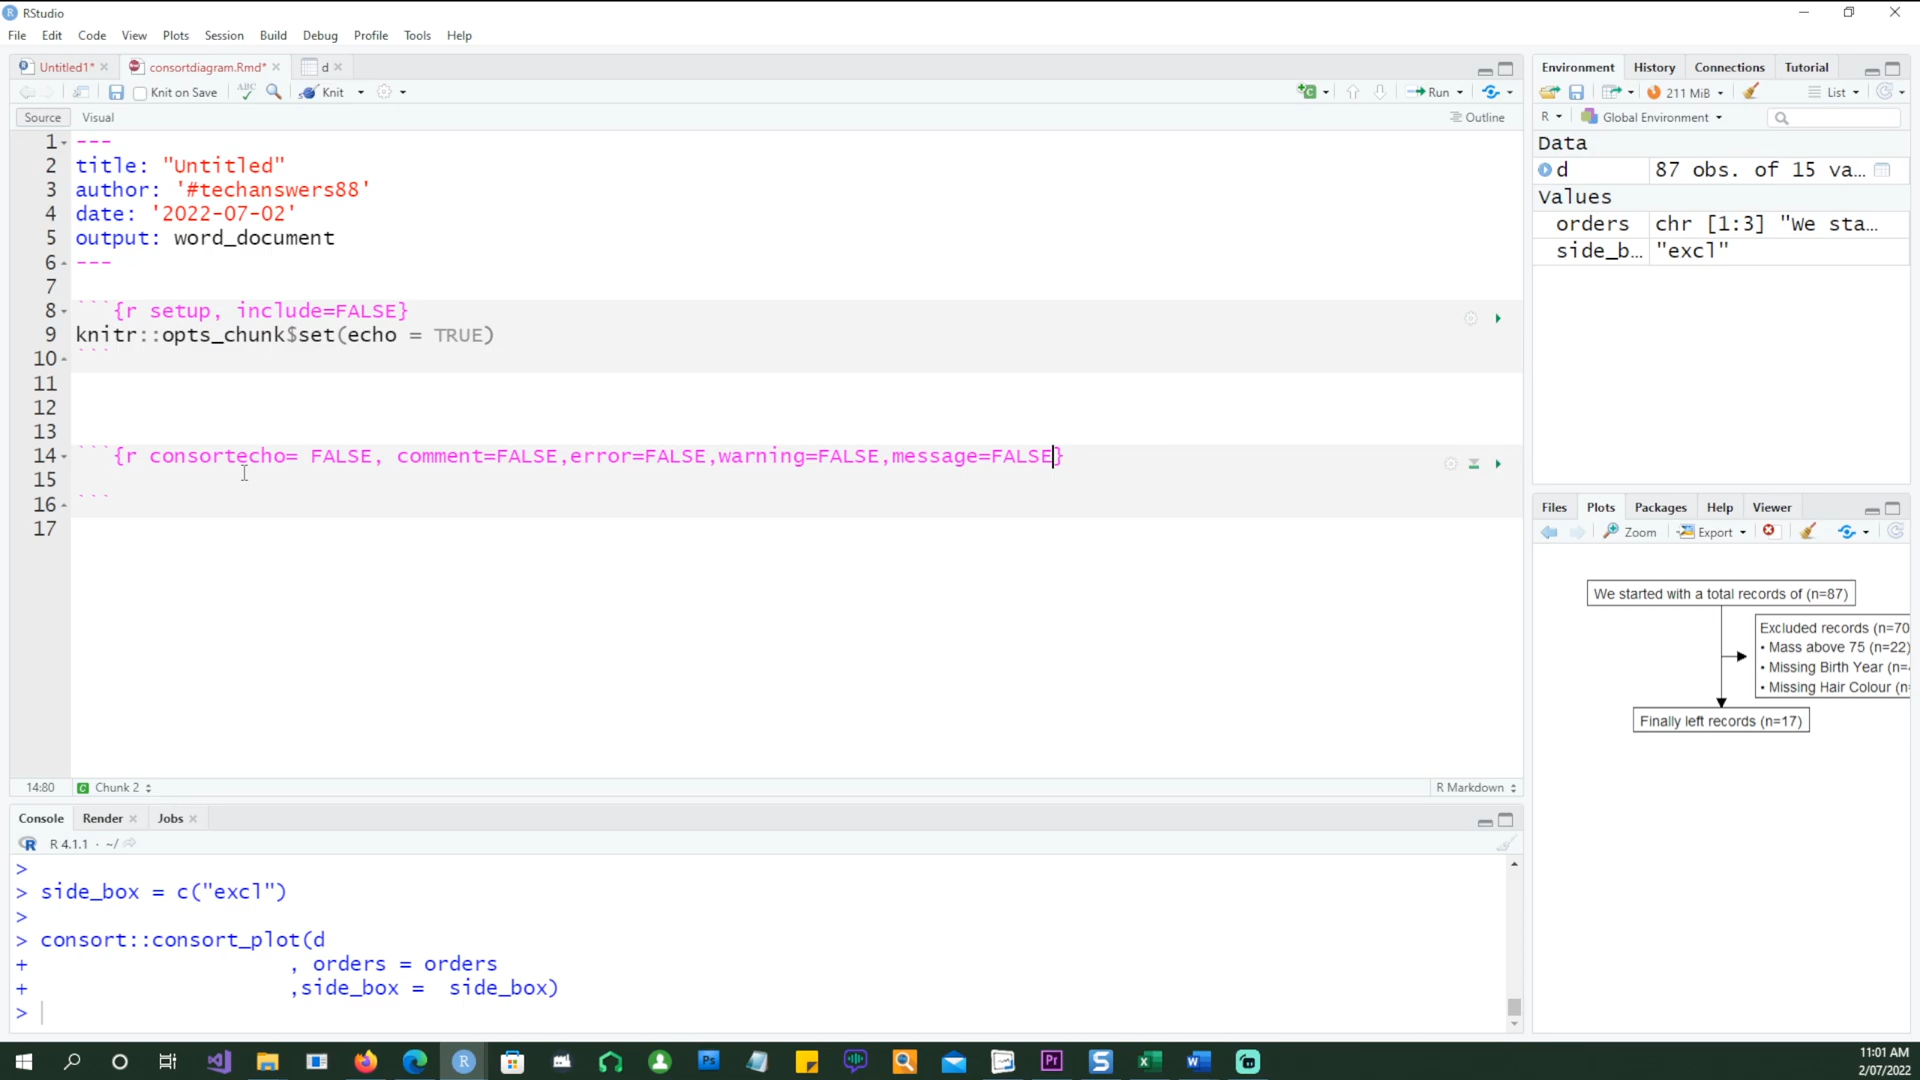 RStudio
File Edit Code View Plots Session Build Debug Profile Tools Help
Untitled1* consortdiagram.Rmd* d
Knit on Save ABC Knit Run
Source Visual Outline
1 ---
2 title: "Untitled"
3 author: '#techanswers88'
4 date: '2022-07-02'
5 output: word_document
6 ---
7
8 ```{r setup, include=FALSE}
9 knitr::opts_chunk$set(echo = TRUE)
10 ```
11
12
13
14 ```{r consortecho= FALSE, comment=FALSE,error=FALSE,warning=FALSE,message=FALSE}
15
16 ```
17
14:80 Chunk 2 R Markdown
Console Render Jobs
R 4.1.1 · ~/
>
> side_box = c("excl")
>
> consort::consort_plot(d
+ , orders = orders
+ ,side_box = side_box)
>
Environment History Connections Tutorial
211 MiB List
R Global Environment
Data
d 87 obs. of 15 va…
Values
orders chr [1:3] "We sta…
side_b… "excl"
Files Plots Packages Help Viewer
Zoom Export
We started with a total records of (n=87)
Excluded records (n=70
• Mass above 75 (n=22)
• Missing Birth Year (n=
• Missing Hair Colour (n=
Finally left records (n=17)
11:01 AM
2/07/2022